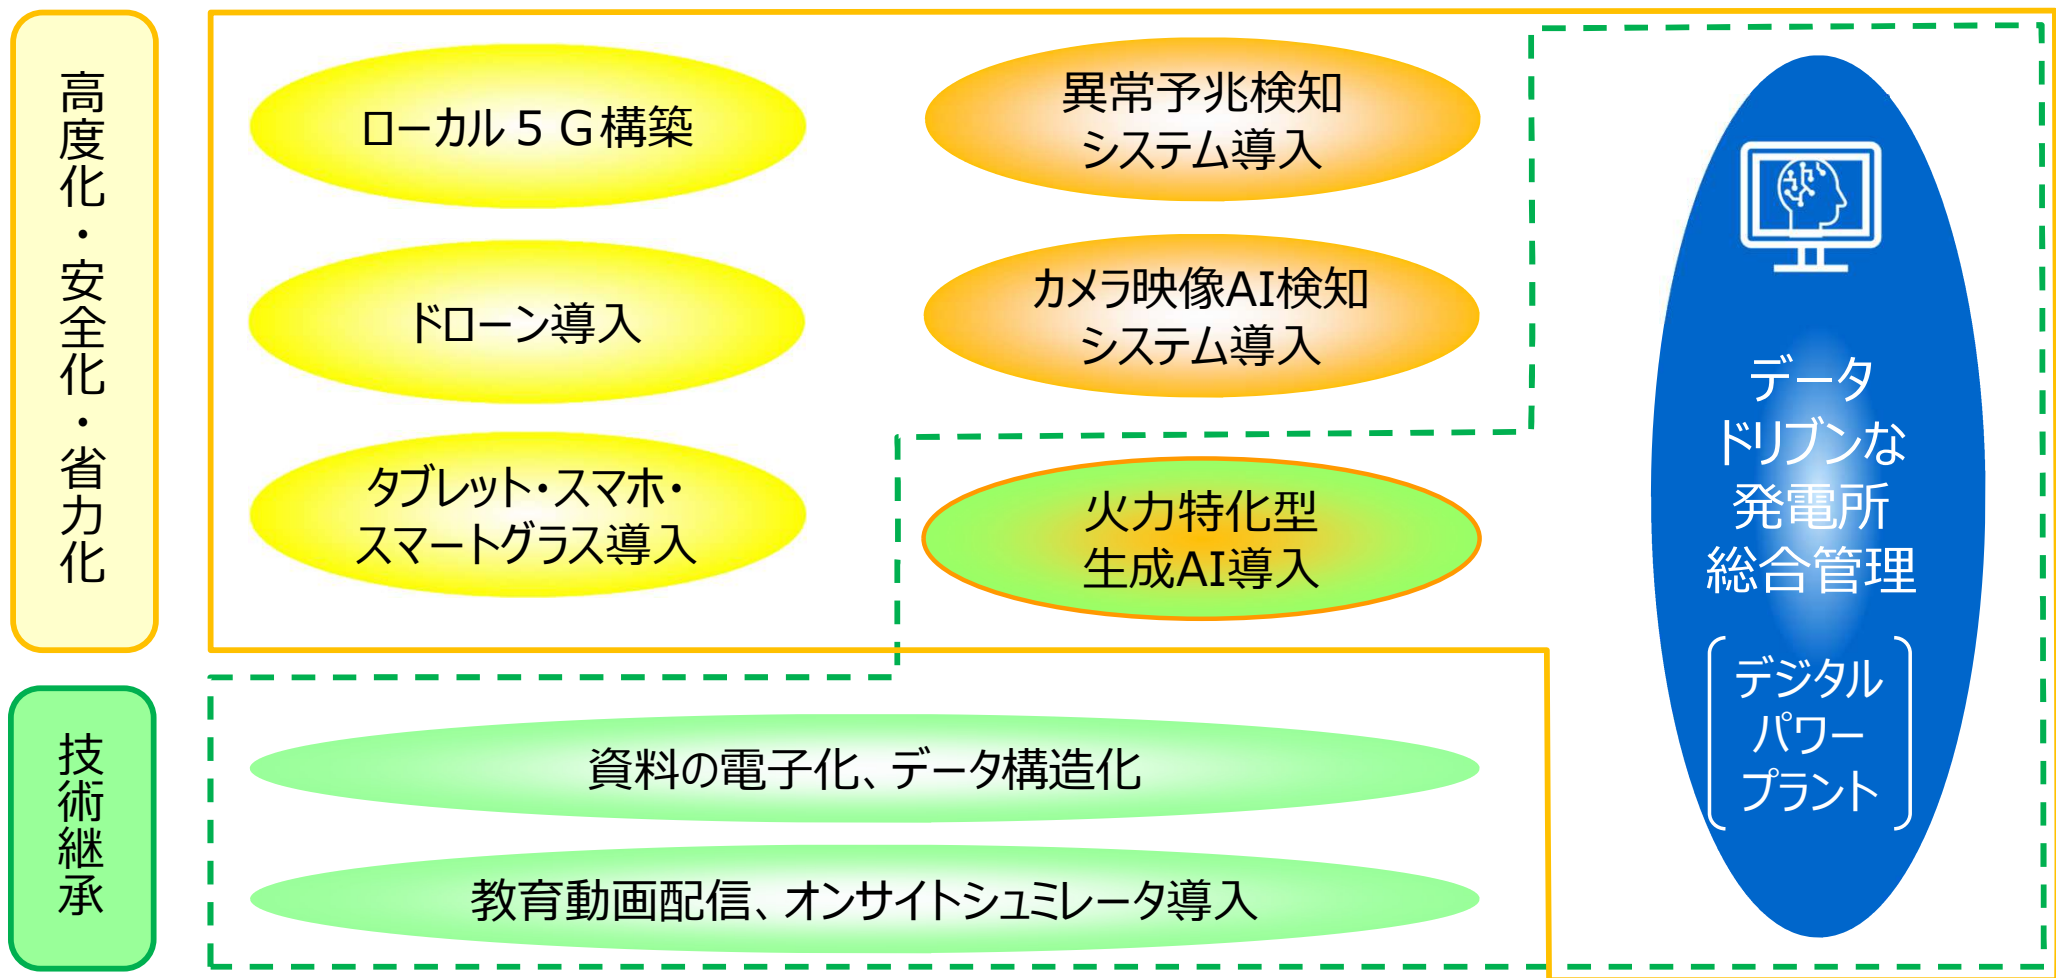 高度化・安全化・省力化
ローカル５Ｇ構築
異常予兆検知
システム導入
ドローン導入
カメラ映像AI検知
システム導入
タブレット・スマホ・
スマートグラス導入
火力特化型
生成AI導入
データ
ドリブンな
発電所
総合管理
デジタル
パワー
プラント
技術継承
資料の電子化、データ構造化
教育動画配信、オンサイトシュミレータ導入